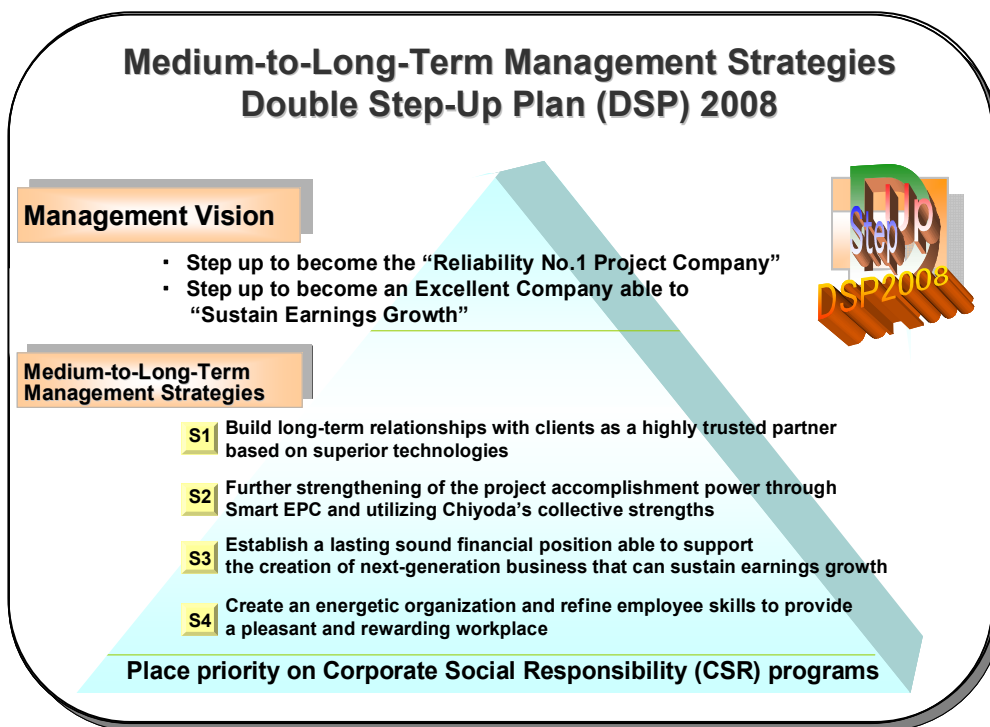 Medium-to-Long-Term Management Strategies
Double Step-Up Plan (DSP) 2008
D
Step
Up
DSP2008
Management Vision
· Step up to become the “Reliability No.1 Project Company”
· Step up to become an Excellent Company able to
“Sustain Earnings Growth”
Medium-to-Long-Term
Management Strategies
S1
Build long-term relationships with clients as a highly trusted partner
based on superior technologies
S2
Further strengthening of the project accomplishment power through
Smart EPC and utilizing Chiyoda’s collective strengths
S3
Establish a lasting sound financial position able to support
the creation of next-generation business that can sustain earnings growth
S4
Create an energetic organization and refine employee skills to provide
a pleasant and rewarding workplace
Place priority on Corporate Social Responsibility (CSR) programs